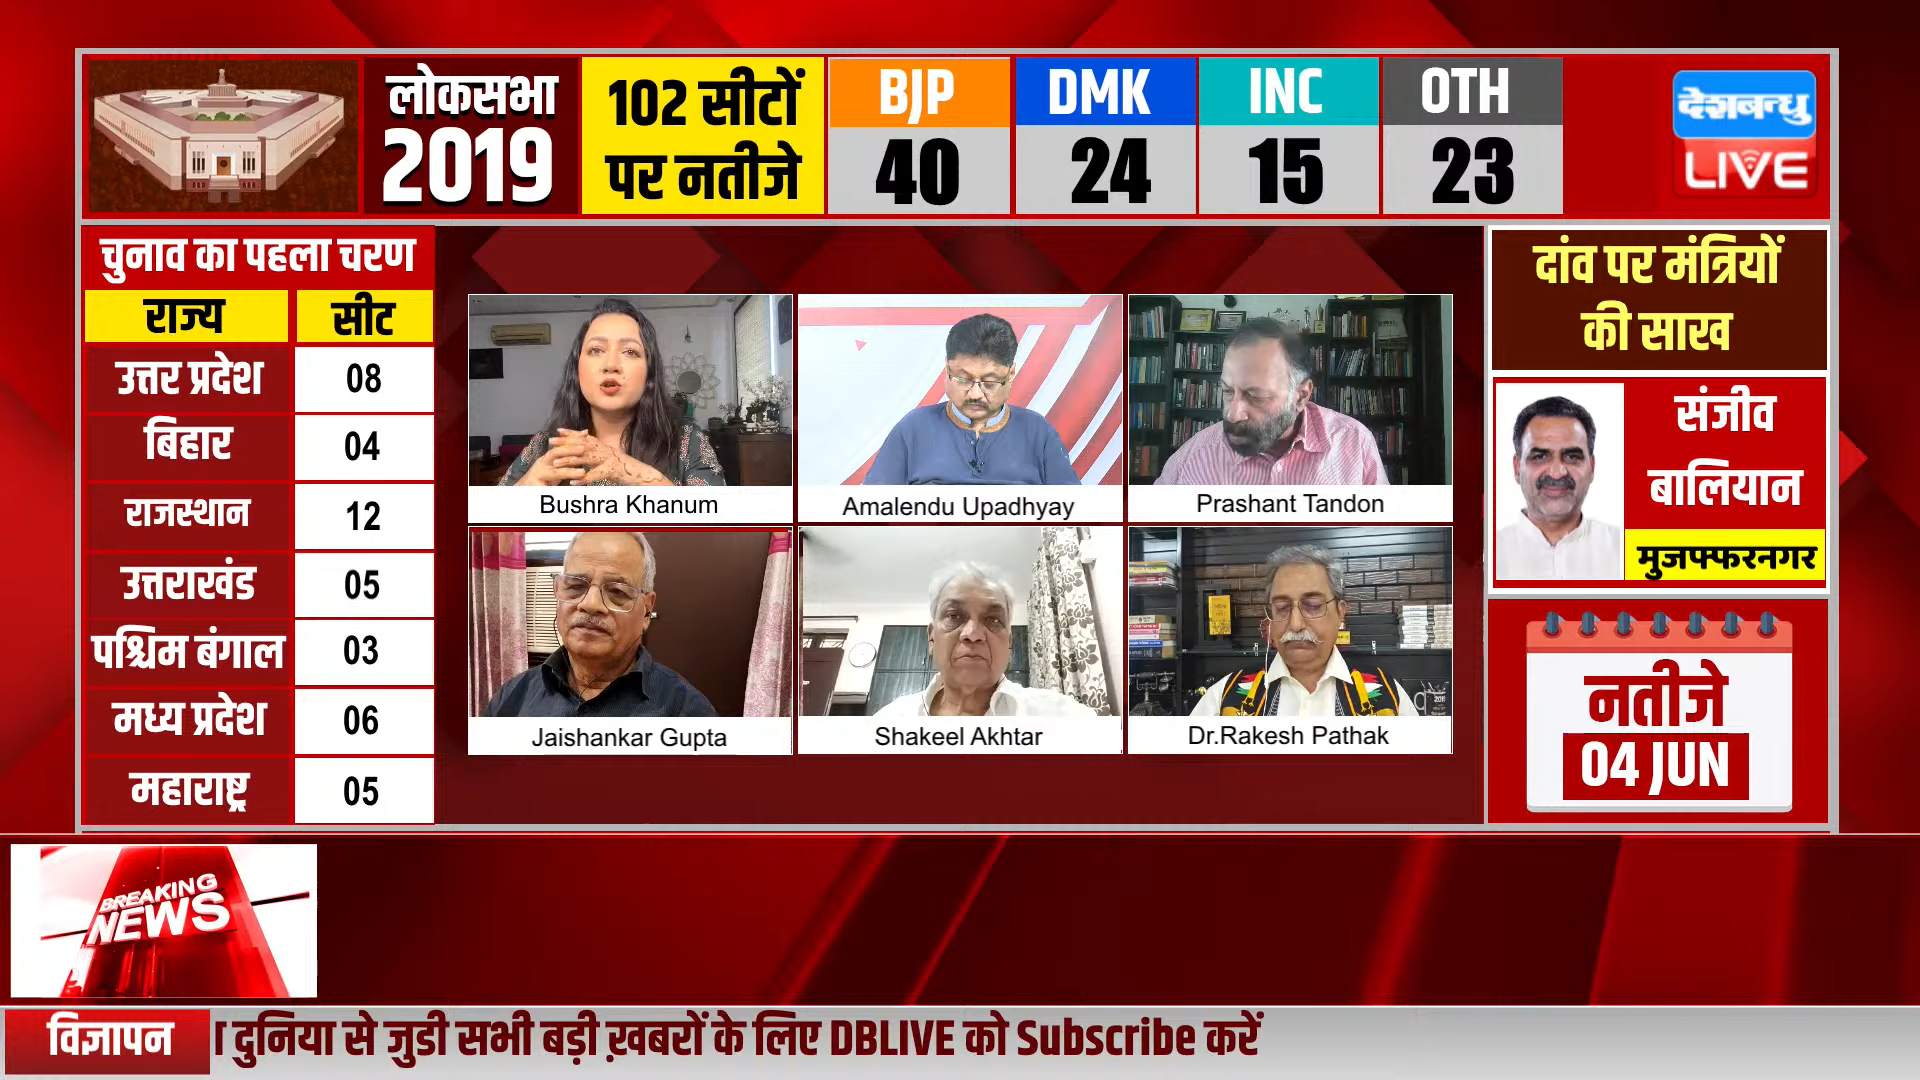 लोकसभा
2019
102 सीटों
पर नतीजे
BJP
40
DMK
24
INC
15
OTH
23
देशबन्धु
LIVE
चुनाव का पहला चरण
राज्य सीट
उत्तर प्रदेश 08
बिहार 04
राजस्थान 12
उत्तराखंड 05
पश्चिम बंगाल 03
मध्य प्रदेश 06
महाराष्ट्र 05
Bushra Khanum
Amalendu Upadhyay
Prashant Tandon
Jaishankar Gupta
Shakeel Akhtar
Dr.Rakesh Pathak
दांव पर मंत्रियों
की साख
संजीव
बालियान
मुजफ्फरनगर
नतीजे
04 JUN
BREAKING
NEWS
विज्ञापन
दुनिया से जुडी सभी बड़ी ख़बरों के लिए DBLIVE को Subscribe करें